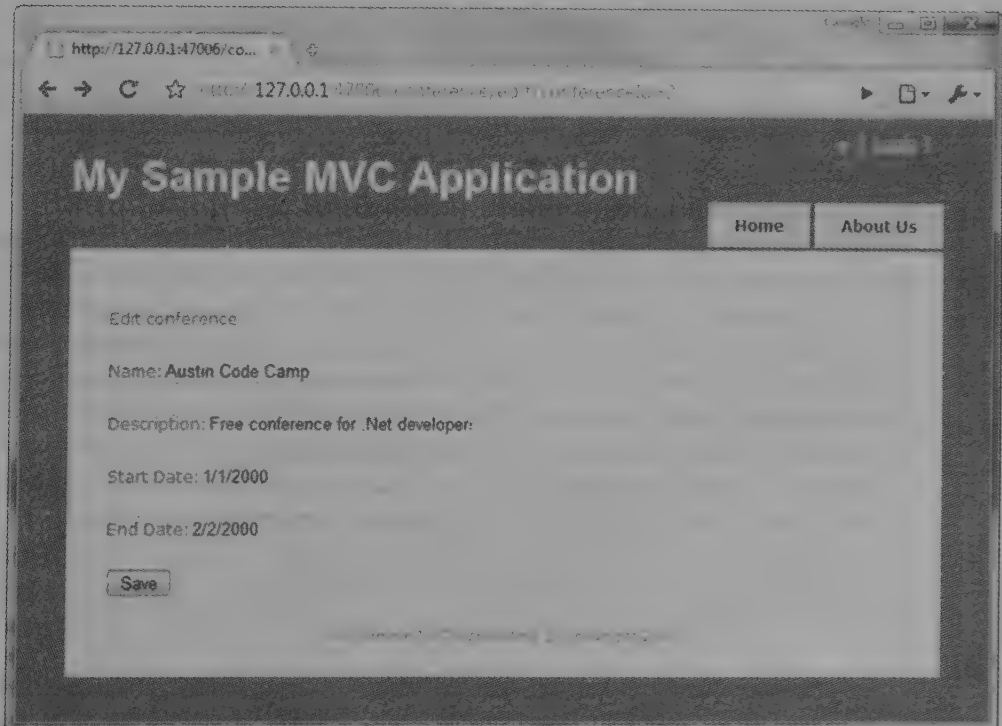 http://127.0.0.1:47006/co...
127.0.0.1
My Sample MVC Application
Home
About Us
Edit conference
Name: Austin Code Camp
Description: Free conference for .Net developers
Start Date: 1/1/2000
End Date: 2/2/2000
Save